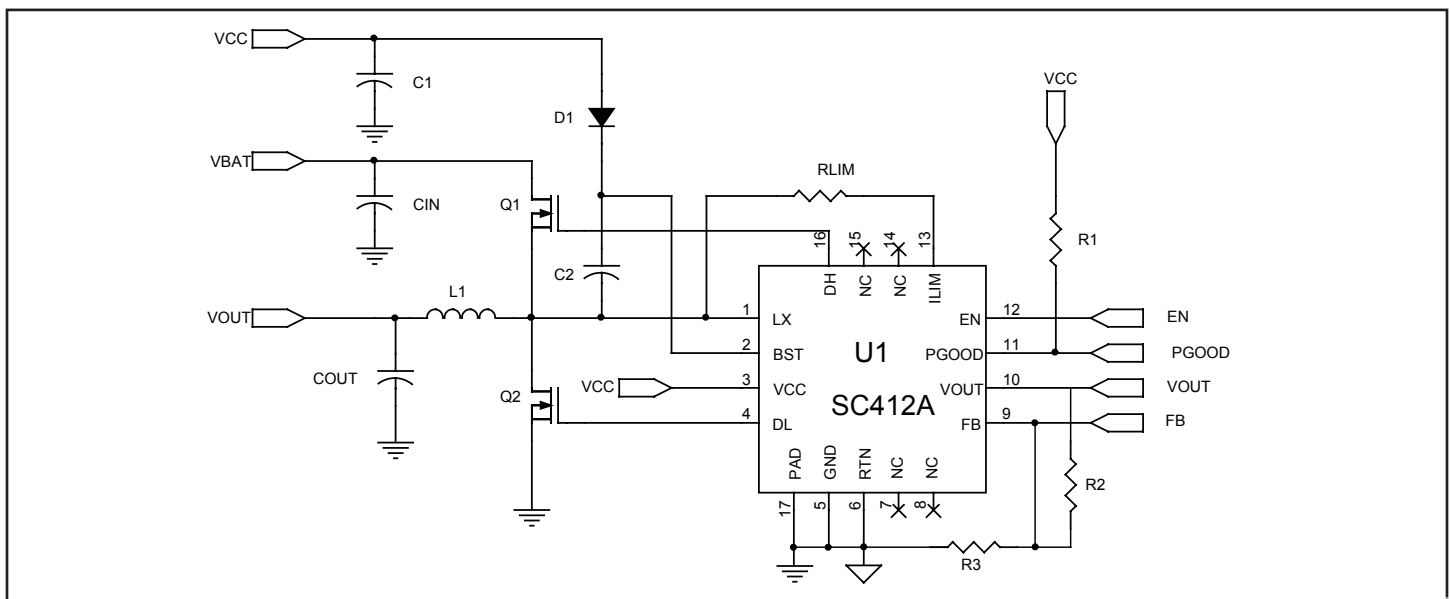 VCC
C1
D1
VCC
VBAT
CIN
Q1
RLIM
R1
C2
16
15
14
13
DH
NC
NC
ILIM
L1
VOUT
1
LX
EN
12
EN
2
BST
U1
PGOOD
11
PGOOD
COUT
VCC
3
VCC
VOUT
10
VOUT
Q2
SC412A
4
DL
FB
9
FB
PAD
GND
RTN
NC
NC
R2
17
5
6
7
8
R3